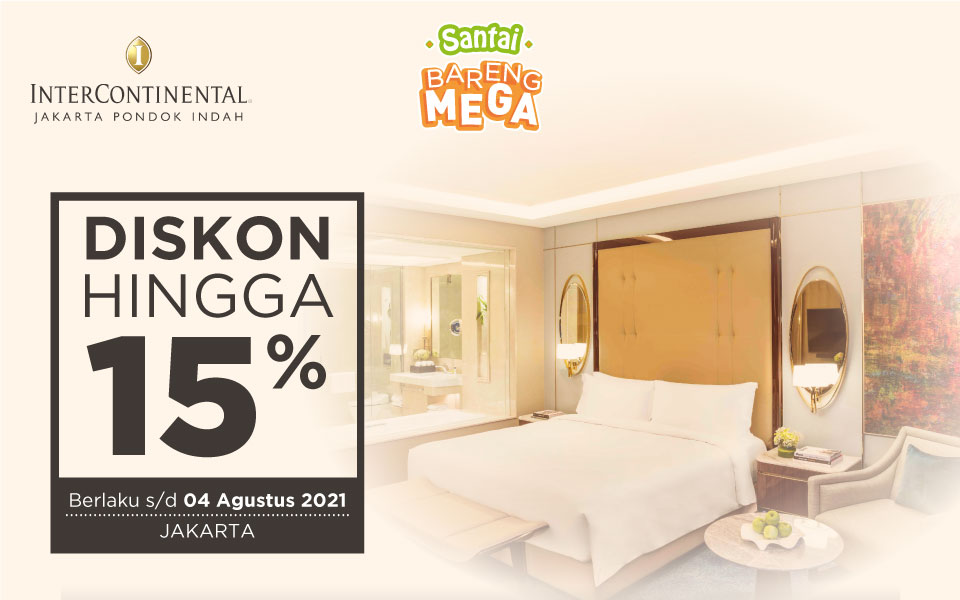 INTERCONTINENTAL
JAKARTA PONDOK INDAH
Santai
BARENG
MEGA
DISKON
HINGGA
15%
Berlaku s/d 04 Agustus 2021
JAKARTA